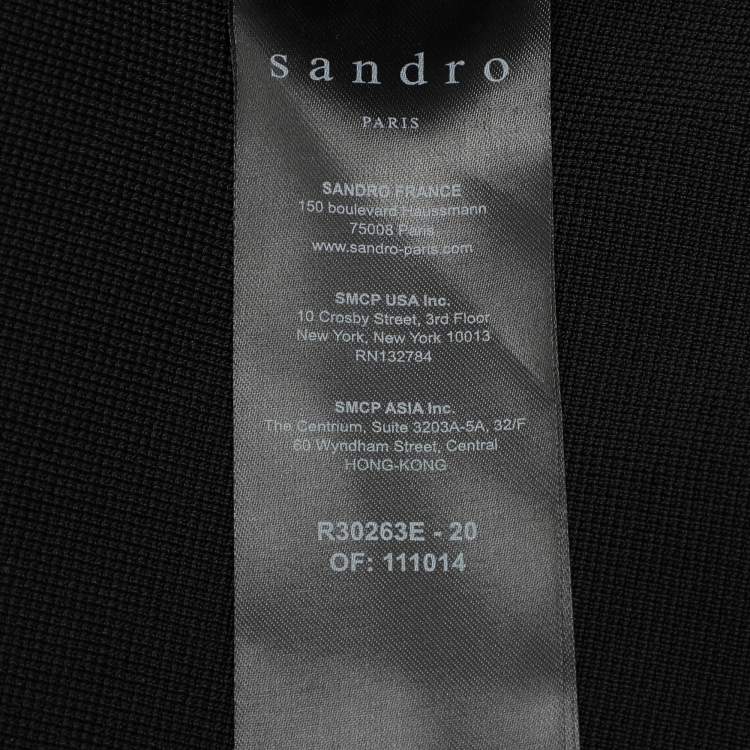 sandro
PARIS
SANDRO FRANCE
150 boulevard Haussmann
75008 Paris
www.sandro-paris.com
SMCP USA Inc.
10 Crosby Street, 3rd Floor
New York, New York 10013
RN132784
SMCP ASIA Inc.
The Centrium, Suite 3203A-5A, 32/F
60 Wyndham Street, Central
HONG-KONG
R30263E - 20
OF: 111014